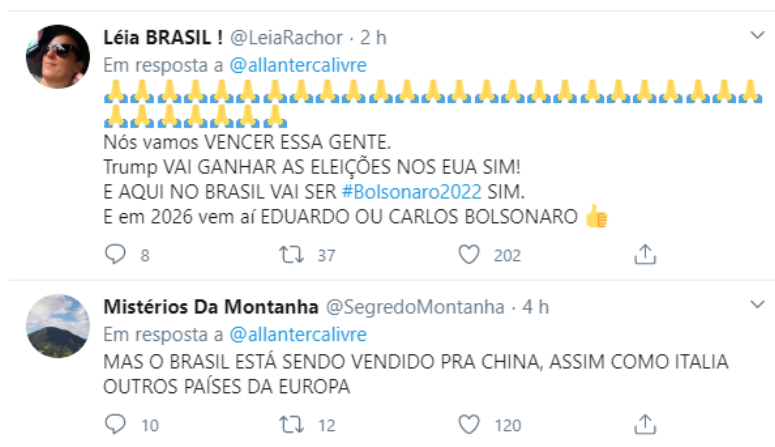 Léia BRASIL ! @LeiaRachor · 2 h
Em resposta a @allantercalivre
🙏🙏🙏🙏🙏🙏🙏🙏🙏🙏🙏🙏🙏🙏🙏🙏🙏🙏🙏🙏🙏🙏🙏🙏🙏
🙏🙏🙏🙏🙏🙏🙏
Nós vamos VENCER ESSA GENTE.
Trump VAI GANHAR AS ELEIÇÕES NOS EUA SIM!
E AQUI NO BRASIL VAI SER #Bolsonaro2022 SIM.
E em 2026 vem aí EDUARDO OU CARLOS BOLSONARO 👍
8 37 202
Mistérios Da Montanha @SegredoMontanha · 4 h
Em resposta a @allantercalivre
MAS O BRASIL ESTÁ SENDO VENDIDO PRA CHINA, ASSIM COMO ITALIA
OUTROS PAÍSES DA EUROPA
10 12 120